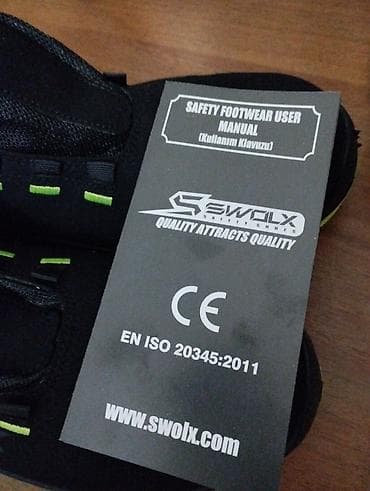 SAFETY FOOTWEAR USER
MANUAL
(Kullanım Klavuzu)
SWOLX
SAFETY SHOES
QUALITY ATTRACTS QUALITY
CE
EN ISO 20345:2011
www.swolx.com